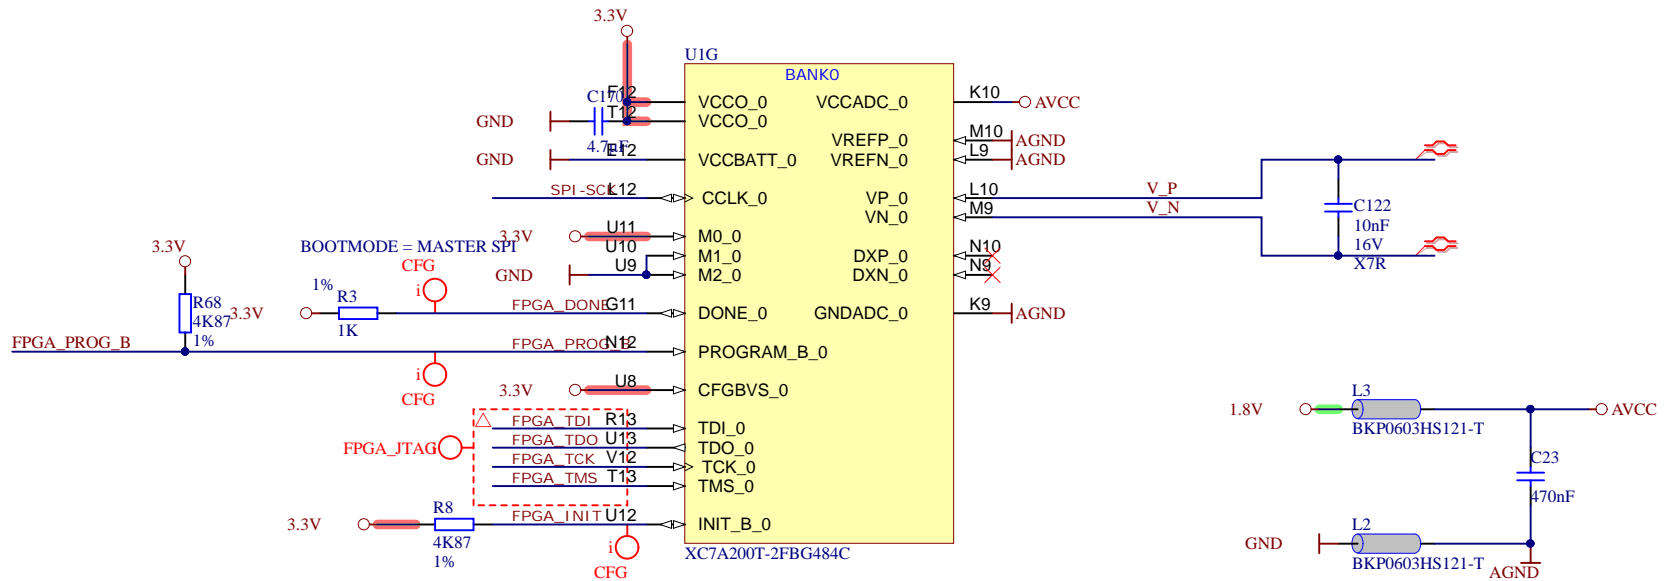 3.3V
U1G
BANK0
F12
VCCO_0
VCCADC_0
K10
AVCC
C170
T12
GND
VCCO_0
4.7uF
M10
VREFP_0
AGND
GND
E12
VCCBATT_0
VREFN_0
L9
AGND
SPI-SCK
L12
CCLK_0
VP_0
L10
V_P
VN_0
M9
V_N
C122
10nF
16V
X7R
3.3V
U11
M0_0
BOOTMODE = MASTER SPI
U10
M1_0
DXP_0
N10
GND
U9
M2_0
DXN_0
N9
3.3V
CFG
i
1%
R3
1K
R68
4K87
1%
3.3V
FPGA_DONE
G11
DONE_0
GNDADC_0
K9
AGND
FPGA_PROG_B
FPGA_PROG_B
N12
PROGRAM_B_0
i
CFG
3.3V
U8
CFGBVS_0
FPGA_JTAG
i
FPGA_TDI
R13
TDI_0
FPGA_TDO
U13
TDO_0
FPGA_TCK
V12
TCK_0
FPGA_TMS
T13
TMS_0
3.3V
R8
4K87
1%
FPGA_INIT
U12
INIT_B_0
i
CFG
XC7A200T-2FBG484C
1.8V
L3
BKP0603HS121-T
AVCC
C23
470nF
GND
L2
BKP0603HS121-T
AGND